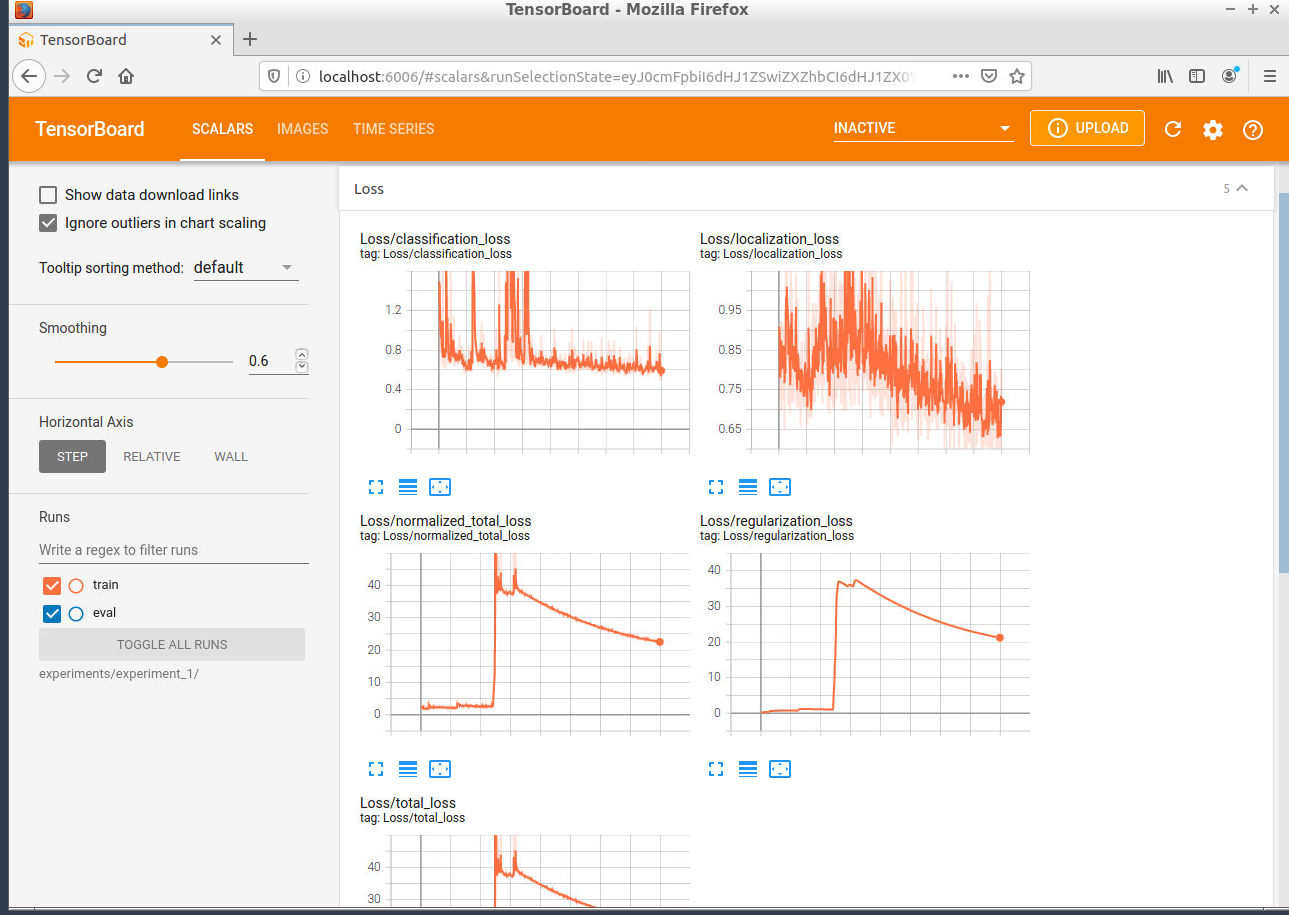 TensorBoard - Mozilla Firefox
TensorBoard
localhost:6006/#scalars&runSelectionState=eyJ0cmFpbiI6dHJ1ZSwiZXZhbCI6dHJ1ZX0%
TensorBoard SCALARS IMAGES TIME SERIES INACTIVE UPLOAD
Show data download links
Ignore outliers in chart scaling
Tooltip sorting method: default
Smoothing
0.6
Horizontal Axis
STEP RELATIVE WALL
Runs
Write a regex to filter runs
train
eval
TOGGLE ALL RUNS
experiments/experiment_1/
Loss 5
Loss/classification_loss
tag: Loss/classification_loss
1.2
0.8
0.4
0
Loss/localization_loss
tag: Loss/localization_loss
0.95
0.85
0.75
0.65
Loss/normalized_total_loss
tag: Loss/normalized_total_loss
40
30
20
10
0
Loss/regularization_loss
tag: Loss/regularization_loss
40
30
20
10
0
Loss/total_loss
tag: Loss/total_loss
40
30